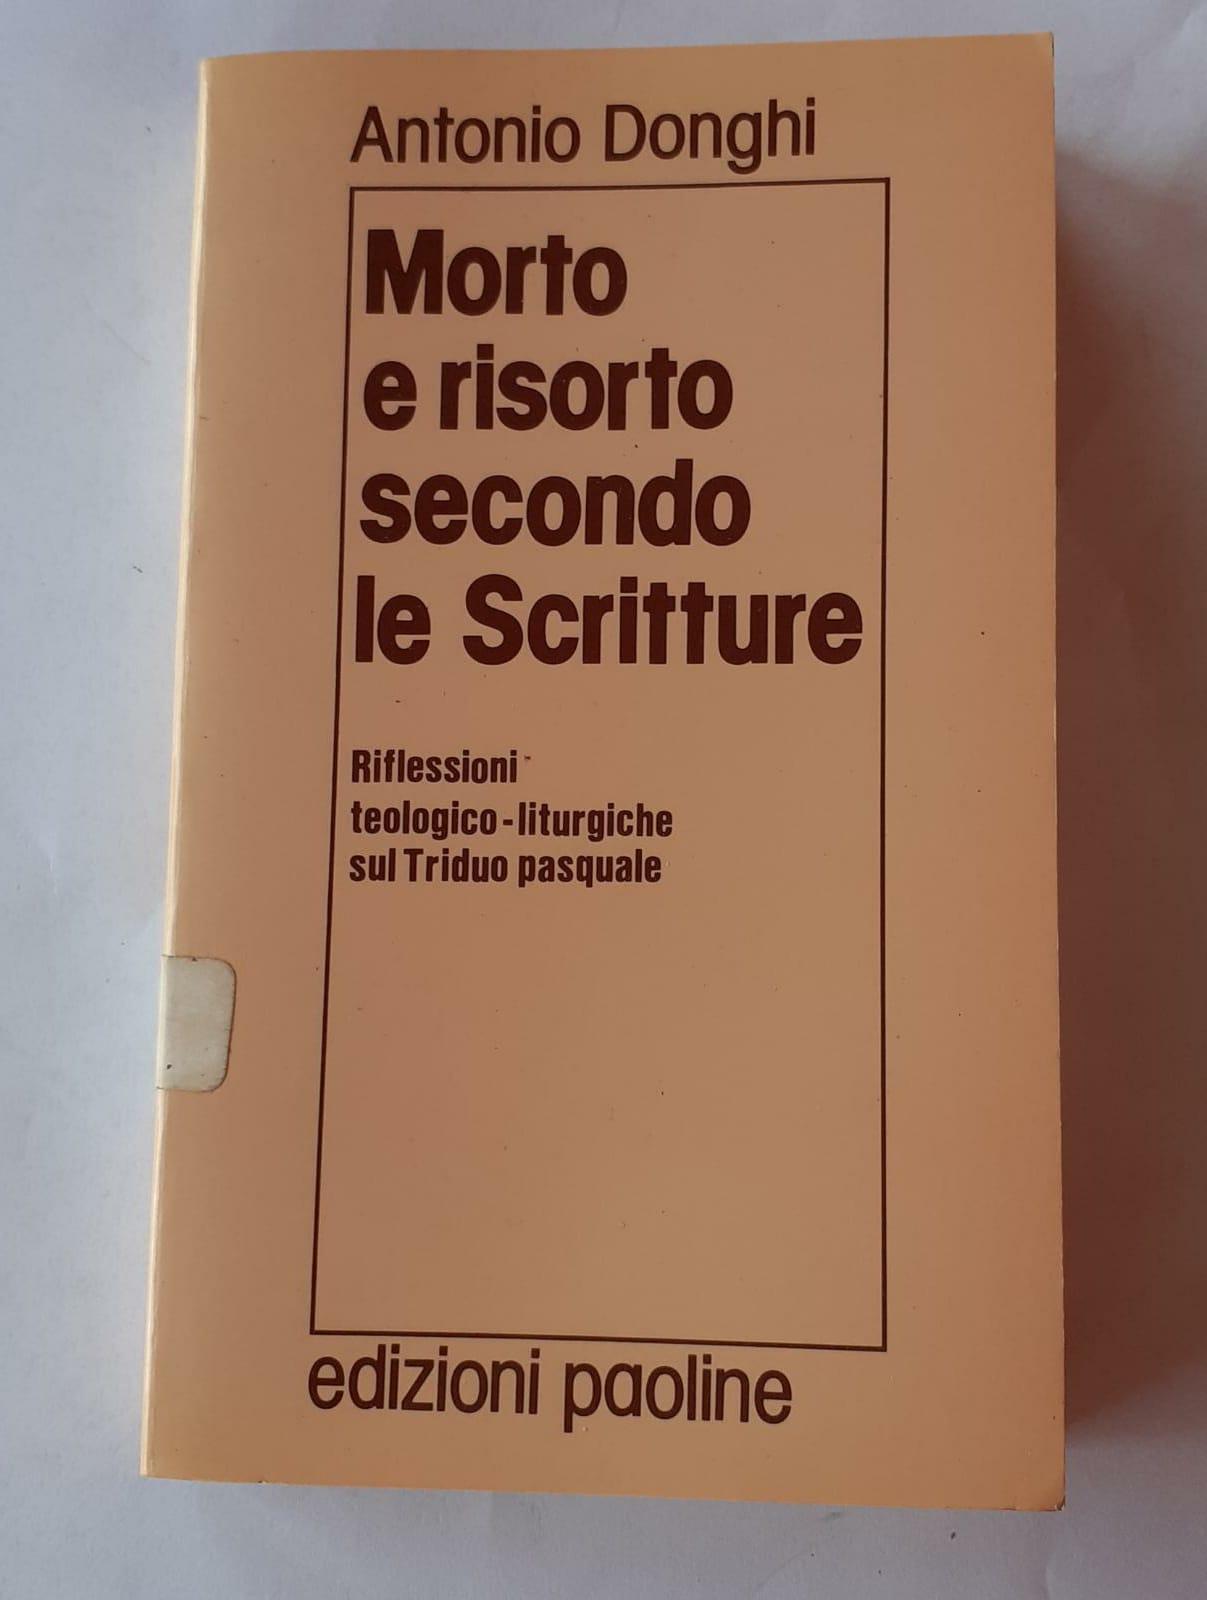 Antonio Donghi
Morto
e risorto
secondo
le Scritture
Riflessioni
teologico-liturgiche
sul Triduo pasquale
edizioni paoline